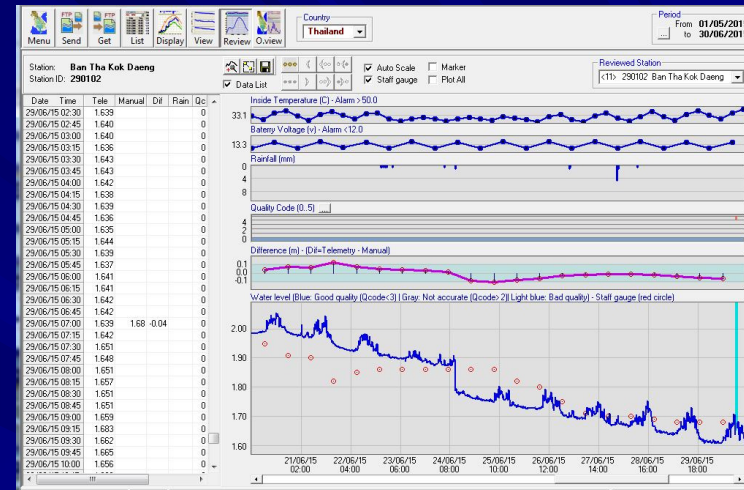 Menu Send Get List Display View Review O.view
Country
Thailand
Period
From 01/05/201
... to 30/06/201
Station: Ban Tha Kok Daeng
Station ID: 290102
Data List
Auto Scale Marker
Staff gauge Plot All
Reviewed Station
<11> 290102 Ban Tha Kok Daeng
Date Time Tele Manual Dif Rain Qc
29/06/15 02:30 1.639 0
29/06/15 02:45 1.640 0
29/06/15 03:00 1.640 0
29/06/15 03:15 1.636 0
29/06/15 03:30 1.643 0
29/06/15 03:45 1.643 0
29/06/15 04:00 1.642 0
29/06/15 04:15 1.638 0
29/06/15 04:30 1.639 0
29/06/15 04:45 1.636 0
29/06/15 05:00 1.635 0
29/06/15 05:15 1.644 0
29/06/15 05:30 1.639 0
29/06/15 05:45 1.637 0
29/06/15 06:00 1.641 0
29/06/15 06:15 1.641 0
29/06/15 06:30 1.642 0
29/06/15 06:45 1.642 0
29/06/15 07:00 1.639 1.68 -0.04 0
29/06/15 07:15 1.642 0
29/06/15 07:30 1.651 0
29/06/15 07:45 1.648 0
29/06/15 08:00 1.651 0
29/06/15 08:15 1.657 0
29/06/15 08:30 1.651 0
29/06/15 08:45 1.651 0
29/06/15 09:00 1.659 0
29/06/15 09:15 1.683 0
29/06/15 09:30 1.662 0
29/06/15 09:45 1.665 0
29/06/15 10:00 1.656 0
Inside Temperature (C) - Alarm > 50.0
33.1
Baterry Voltage (v) - Alarm <12.0
13.3
Rainfall (mm)
0
4
8
Quality Code (0..5) ...
4
2
0
Difference (m) - (Dif=Telemetry - Manual)
0.1
0.0
-0.1
Water level (Blue: Good quality (Qcode<3) | Gray: Not accurate (Qcode> 2)| Light blue: Bad quality) - Staff gauge (red circle)
2.00
1.90
1.80
1.70
1.60
21/06/15 22/06/15 23/06/15 24/06/15 25/06/15 26/06/15 27/06/15 28/06/15 29/06/15
02:00 04:00 06:00 08:00 10:00 12:00 14:00 16:00 18:00